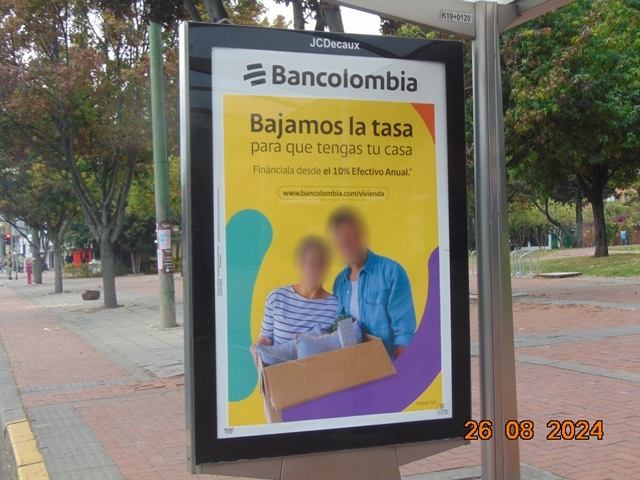 K19+0120
JCDecaux
Bancolombia
Bajamos la tasa
para que tengas tu casa
Finánciala desde el 10% Efectivo Anual.*
www.bancolombia.com/vivienda
26 08 2024